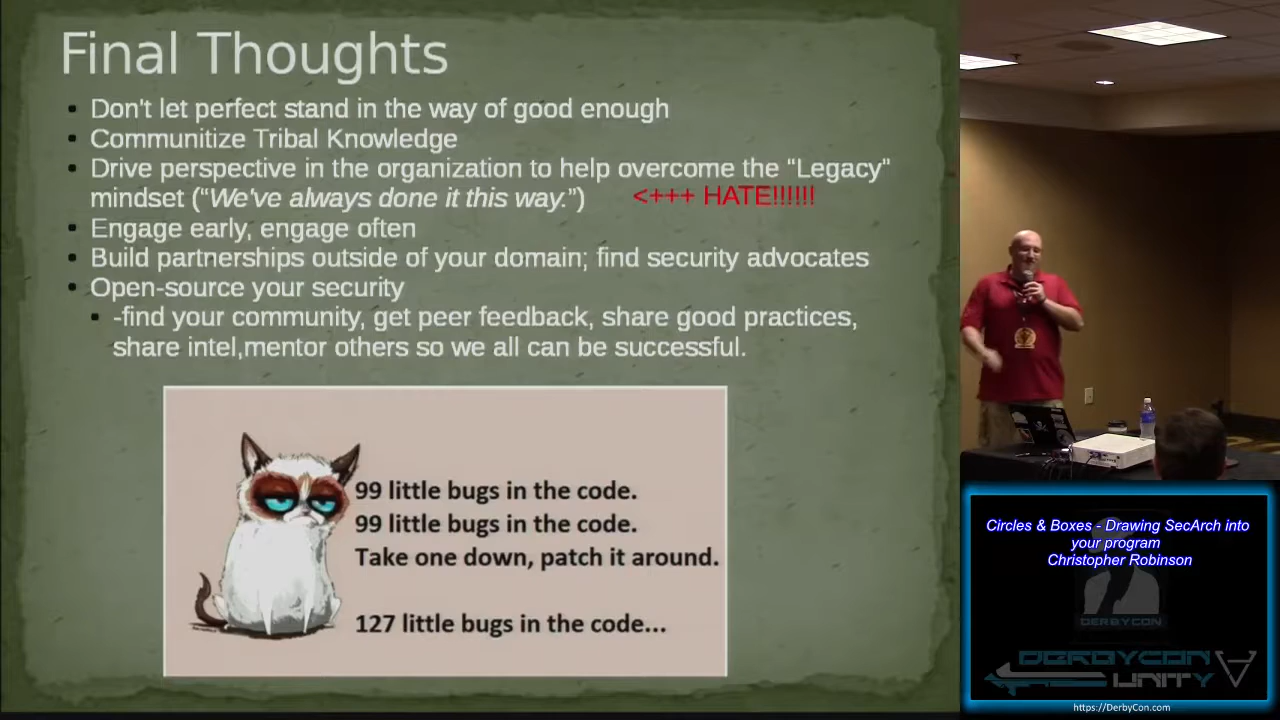 Final Thoughts
Don't let perfect stand in the way of good enough
Communitize Tribal Knowledge
Drive perspective in the organization to help overcome the “Legacy”
mindset (“We've always done it this way.”) <+++ HATE!!!!!!
Engage early, engage often
Build partnerships outside of your domain; find security advocates
Open-source your security
-find your community, get peer feedback, share good practices,
share intel,mentor others so we all can be successful.
99 little bugs in the code.
99 little bugs in the code.
Take one down, patch it around.
127 little bugs in the code...
Circles & Boxes - Drawing SecArch into
your program
Christopher Robinson
DERBYCON
DERBYCON
UNITY
https://DerbyCon.com